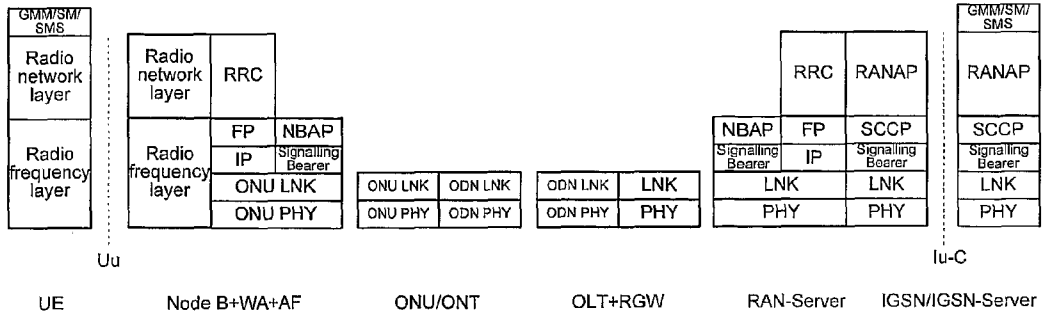 GMM/SM/
SMS
Radio
network
layer
Radio
frequency
layer
Radio
network
layer
RRC
Radio
frequency
layer
FP
NBAP
IP
Signalling
Bearer
ONU LNK
ONU PHY
ONU LNK
ODN LNK
ONU PHY
ODN PHY
ODN LNK
LNK
ODN PHY
PHY
RRC
RANAP
NBAP
FP
SCCP
Signalling
Bearer
IP
Signalling
Bearer
LNK
LNK
PHY
PHY
GMM/SM/
SMS
RANAP
SCCP
Signalling
Bearer
LNK
PHY
Uu
Iu-C
UE
Node B+WA+AF
ONU/ONT
OLT+RGW
RAN-Server
IGSN/IGSN-Server